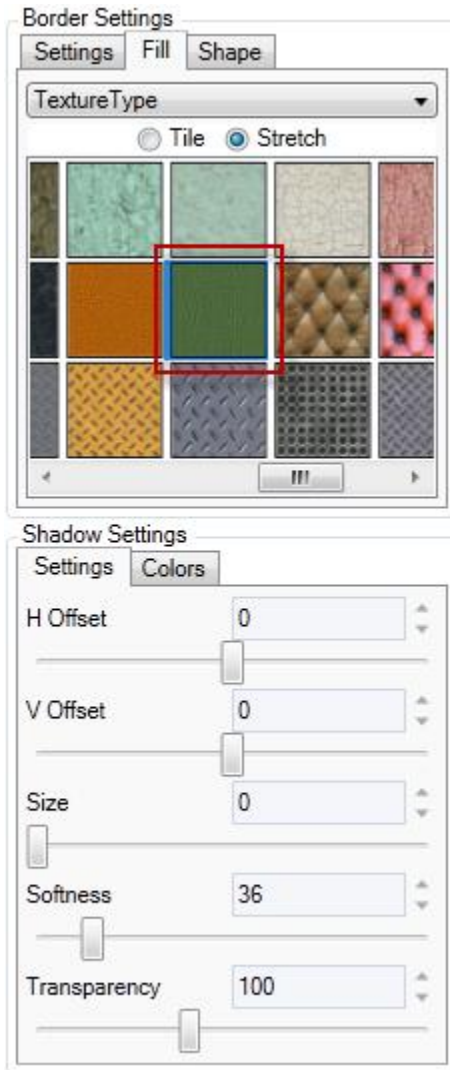 Border Settings
Settings Fill Shape
TextureType
Tile Stretch
Shadow Settings
Settings Colors
H Offset 0
V Offset 0
Size 0
Softness 36
Transparency 100